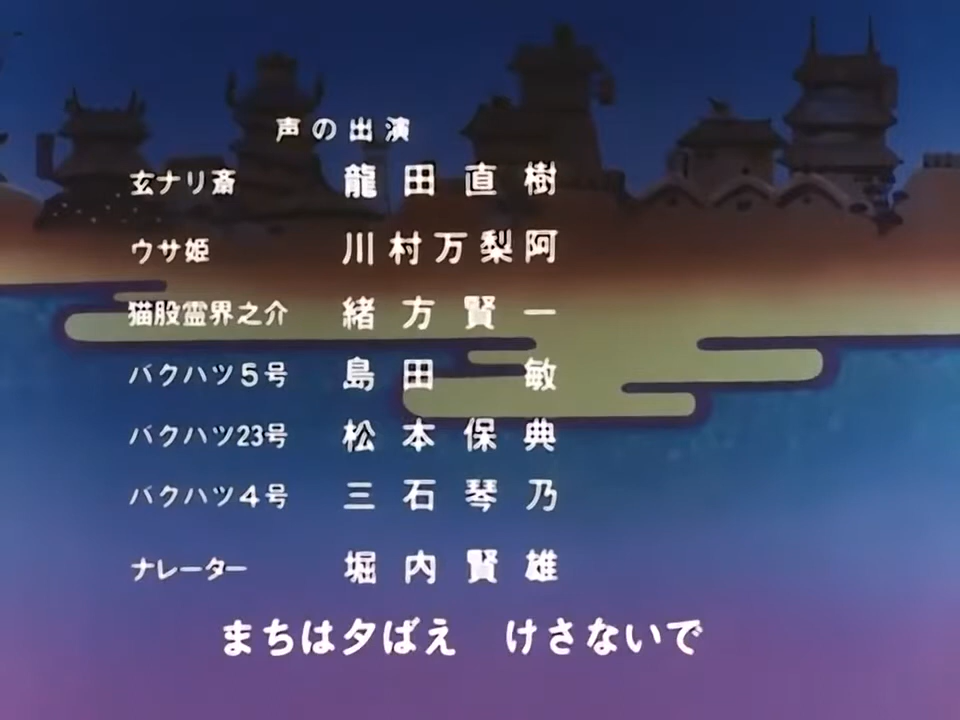 声の出演
玄ナリ斎 龍田直樹
ウサ姫 川村万梨阿
猫股霊界之介 緒方賢一
バクハツ5号 島田 敏
バクハツ23号 松本保典
バクハツ4号 三石琴乃
ナレーター 堀内賢雄
まちは夕ばえ けさないで